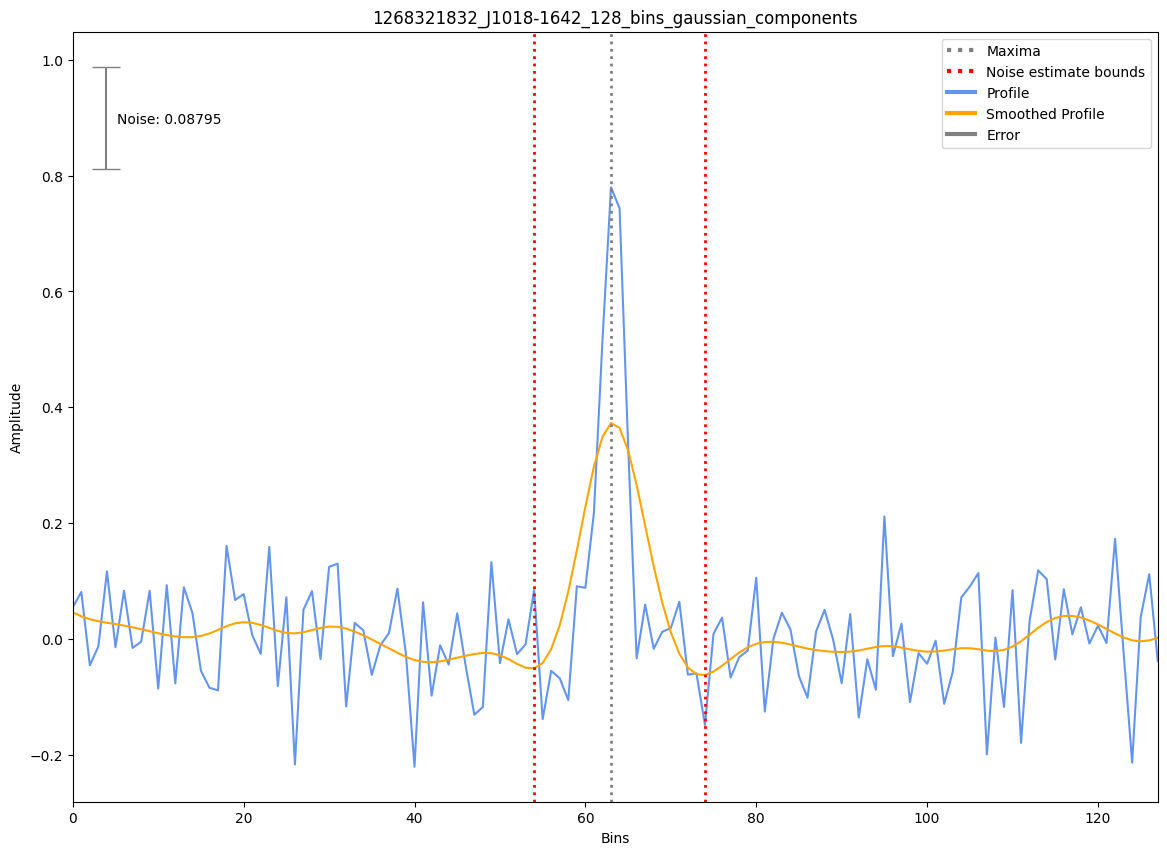 1268321832_J1018-1642_128_bins_gaussian_components
Maxima
Noise estimate bounds
Profile
Smoothed Profile
Error
Noise: 0.08795
1.0
0.8
0.6
0.4
0.2
0.0
−0.2
Amplitude
0 20 40 60 80 100 120
Bins